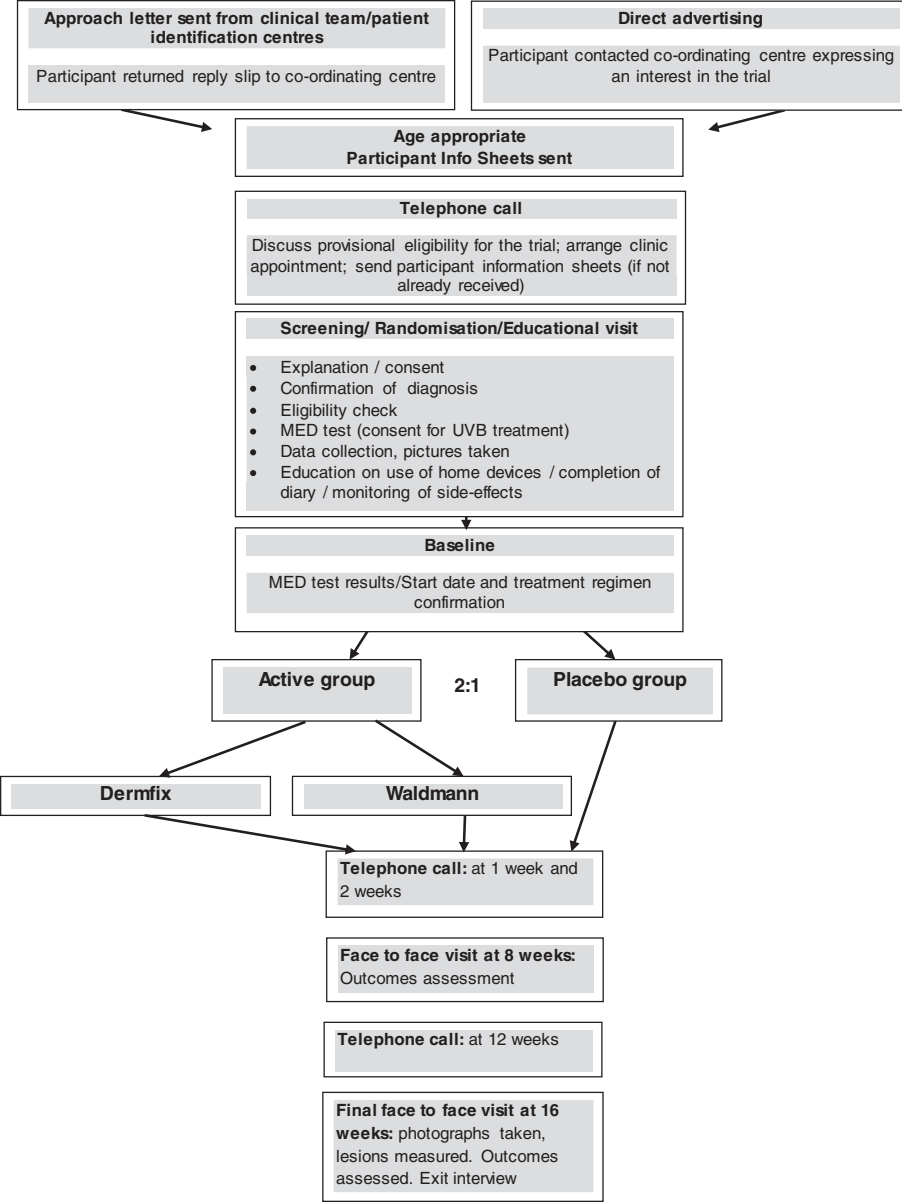 Approach letter sent from clinical team/patient
identification centres
Participant returned reply slip to co-ordinating centre
Direct advertising
Participant contacted co-ordinating centre expressing
an interest in the trial
Age appropriate
Participant Info Sheets sent
Telephone call
Discuss provisional eligibility for the trial; arrange clinic
appointment; send participant information sheets (if not
already received)
Screening/ Randomisation/Educational visit
• Explanation / consent
• Confirmation of diagnosis
• Eligibility check
• MED test (consent for UVB treatment)
• Data collection, pictures taken
• Education on use of home devices / completion of
diary / monitoring of side-effects
Baseline
MED test results/Start date and treatment regimen
confirmation
Active group
2:1
Placebo group
Dermfix
Waldmann
Telephone call: at 1 week and
2 weeks
Face to face visit at 8 weeks:
Outcomes assessment
Telephone call: at 12 weeks
Final face to face visit at 16
weeks: photographs taken,
lesions measured. Outcomes
assessed. Exit interview